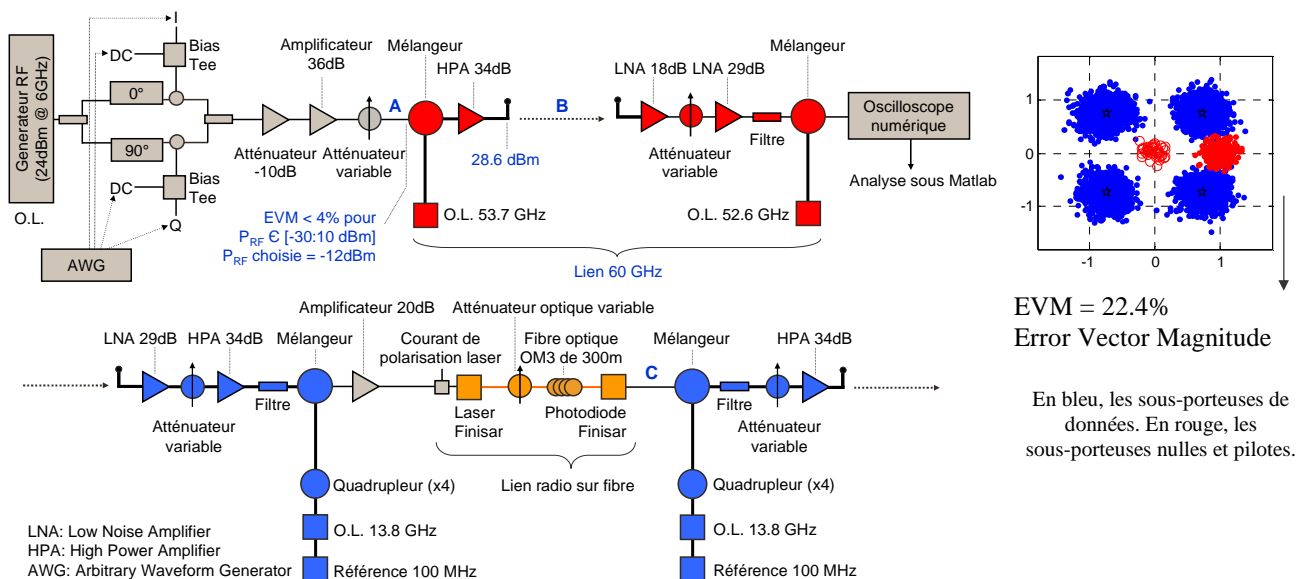 Generateur RF
(24dBm @ 6GHz)
O.L.
AWG
DC
I
Bias
Tee
0°
90°
DC
Bias
Tee
Q
Atténuateur
-10dB
Amplificateur
36dB
Atténuateur
variable
A
EVM < 4% pour
P_RF Є [-30:10 dBm]
P_RF choisie = -12dBm
Mélangeur
HPA 34dB
28.6 dBm
O.L. 53.7 GHz
B
LNA 18dB
LNA 29dB
Atténuateur
variable
Filtre
Mélangeur
O.L. 52.6 GHz
Lien 60 GHz
Oscilloscope
numérique
Analyse sous Matlab
1
0
-1
-1
0
1
EVM = 22.4%
Error Vector Magnitude
En bleu, les sous-porteuses de
données. En rouge, les
sous-porteuses nulles et pilotes.
LNA 29dB
HPA 34dB
Atténuateur
variable
Filtre
Mélangeur
Amplificateur 20dB
Courant de
polarisation laser
Atténuateur optique variable
Fibre optique
OM3 de 300m
Laser
Finisar
Photodiode
Finisar
Lien radio sur fibre
C
Mélangeur
Filtre
Atténuateur
variable
HPA 34dB
Quadrupleur (x4)
O.L. 13.8 GHz
Référence 100 MHz
Quadrupleur (x4)
O.L. 13.8 GHz
Référence 100 MHz
LNA: Low Noise Amplifier
HPA: High Power Amplifier
AWG: Arbitrary Waveform Generator